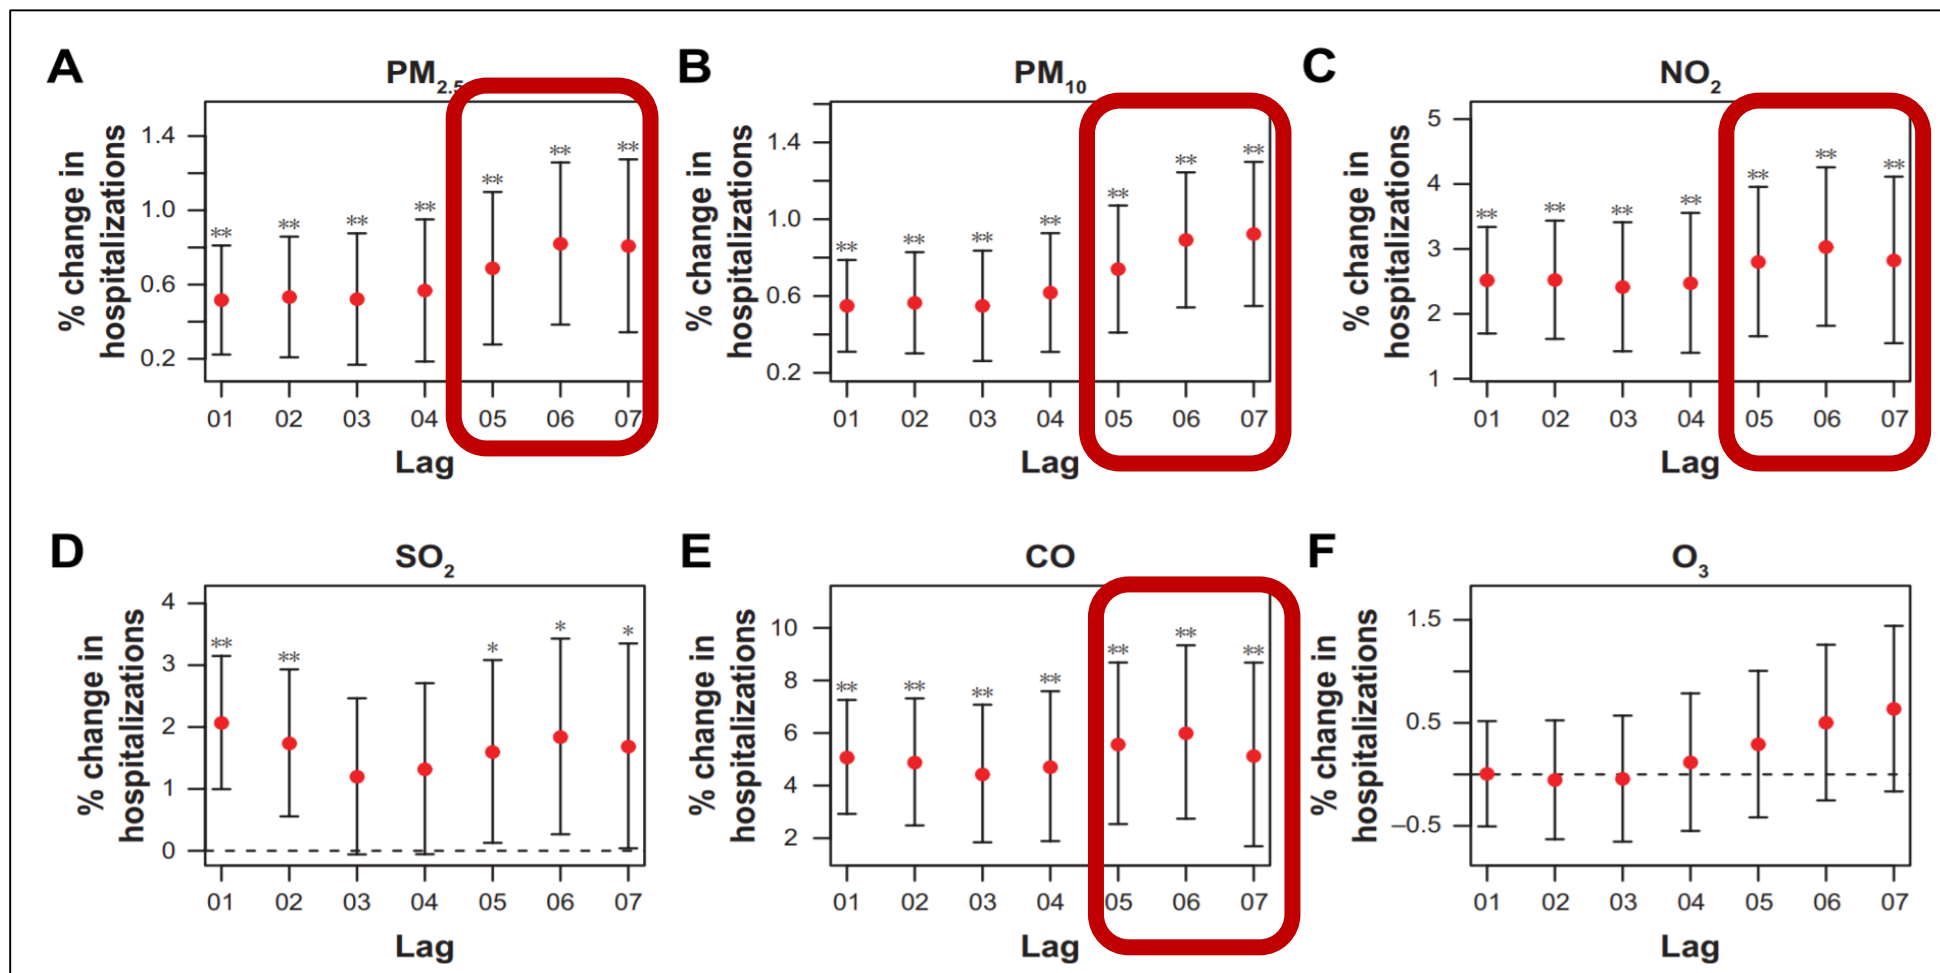 A
PM2.5
% change in
hospitalizations
1.4
1.0
0.6
0.2
** ** ** ** ** ** **
01 02 03 04 05 06 07
Lag
B
PM10
% change in
hospitalizations
1.4
1.0
0.6
0.2
** ** ** ** ** ** **
01 02 03 04 05 06 07
Lag
C
NO2
% change in
hospitalizations
5
4
3
2
1
** ** ** ** ** ** **
01 02 03 04 05 06 07
Lag
D
SO2
% change in
hospitalizations
4
3
2
1
0
** ** * * *
01 02 03 04 05 06 07
Lag
E
CO
% change in
hospitalizations
10
8
6
4
2
** ** ** ** ** ** **
01 02 03 04 05 06 07
Lag
F
O3
% change in
hospitalizations
1.5
0.5
–0.5
01 02 03 04 05 06 07
Lag